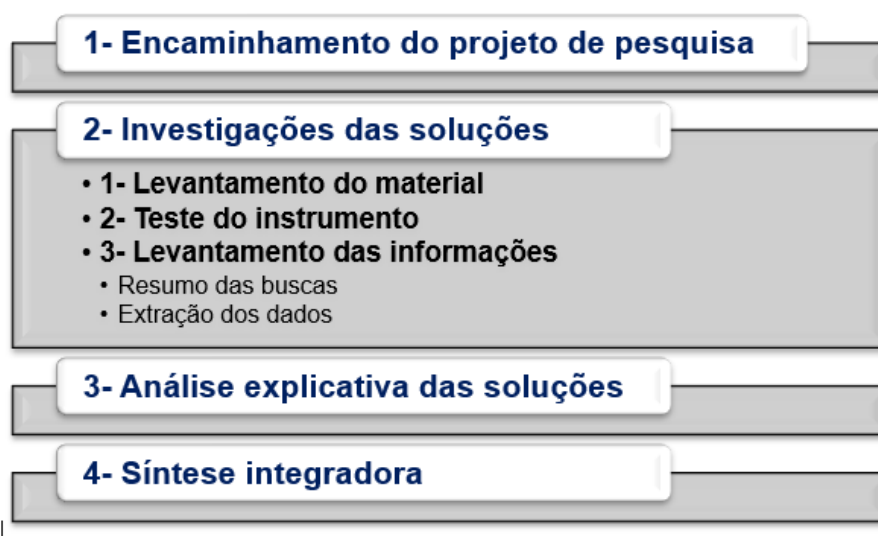 1- Encaminhamento do projeto de pesquisa
2- Investigações das soluções
• 1- Levantamento do material
• 2- Teste do instrumento
• 3- Levantamento das informações
• Resumo das buscas
• Extração dos dados
3- Análise explicativa das soluções
4- Síntese integradora